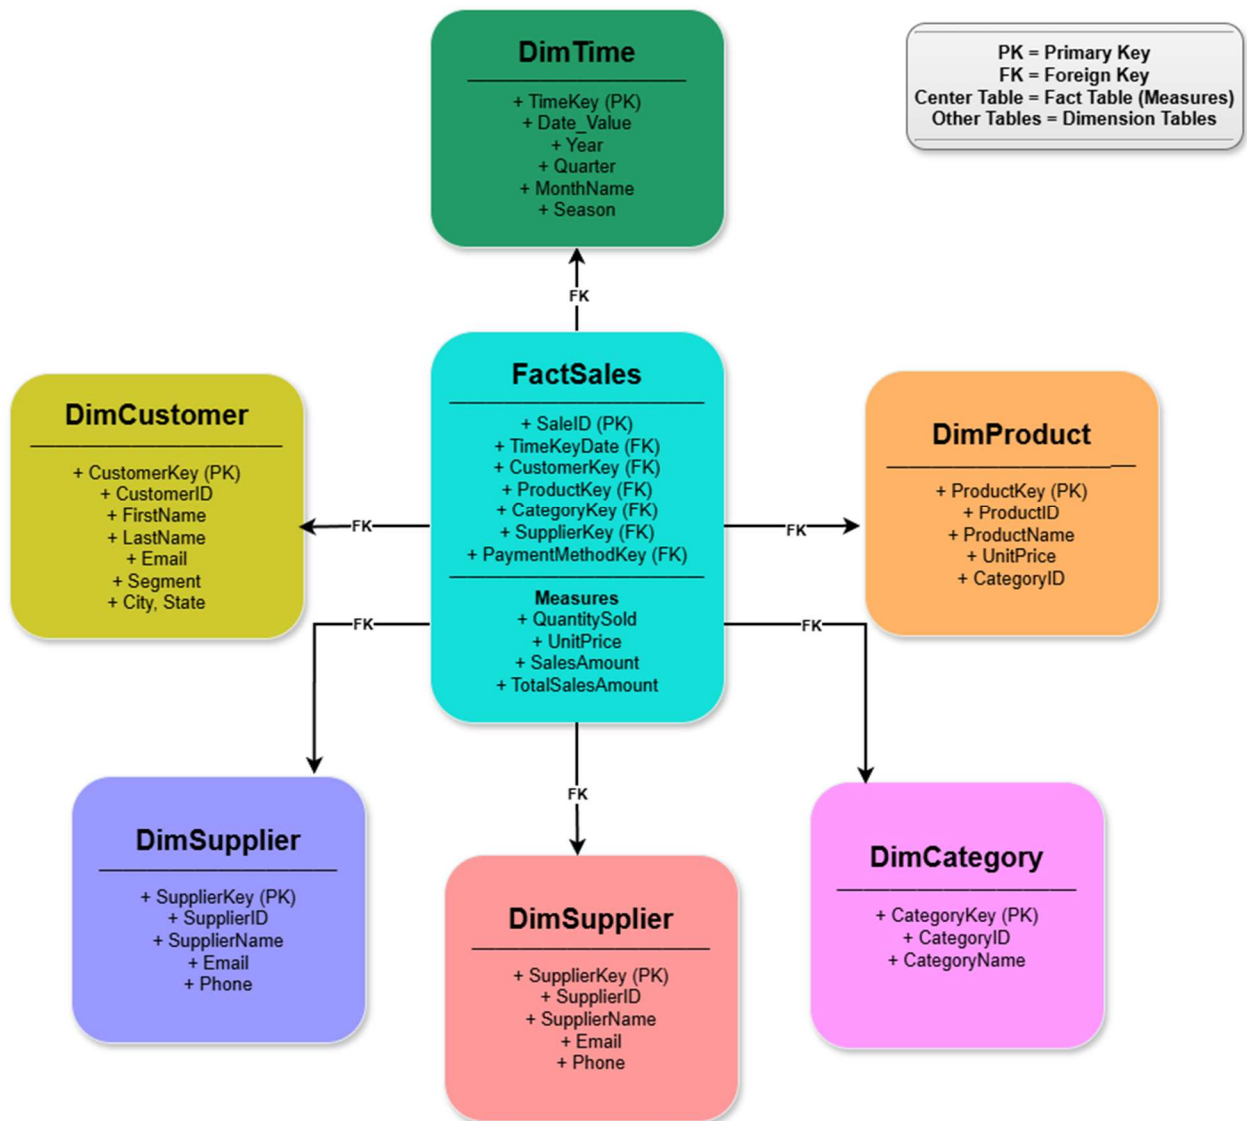 DimTime
+ TimeKey (PK)
+ Date_Value
+ Year
+ Quarter
+ MonthName
+ Season
PK = Primary Key
FK = Foreign Key
Center Table = Fact Table (Measures)
Other Tables = Dimension Tables
FK
FactSales
+ SaleID (PK)
+ TimeKeyDate (FK)
+ CustomerKey (FK)
+ ProductKey (FK)
+ CategoryKey (FK)
+ SupplierKey (FK)
+ PaymentMethodKey (FK)
Measures
+ QuantitySold
+ UnitPrice
+ SalesAmount
+ TotalSalesAmount
DimCustomer
+ CustomerKey (PK)
+ CustomerID
+ FirstName
+ LastName
+ Email
+ Segment
+ City, State
FK
FK
DimProduct
+ ProductKey (PK)
+ ProductID
+ ProductName
+ UnitPrice
+ CategoryID
FK
FK
FK
DimSupplier
+ SupplierKey (PK)
+ SupplierID
+ SupplierName
+ Email
+ Phone
DimSupplier
+ SupplierKey (PK)
+ SupplierID
+ SupplierName
+ Email
+ Phone
DimCategory
+ CategoryKey (PK)
+ CategoryID
+ CategoryName